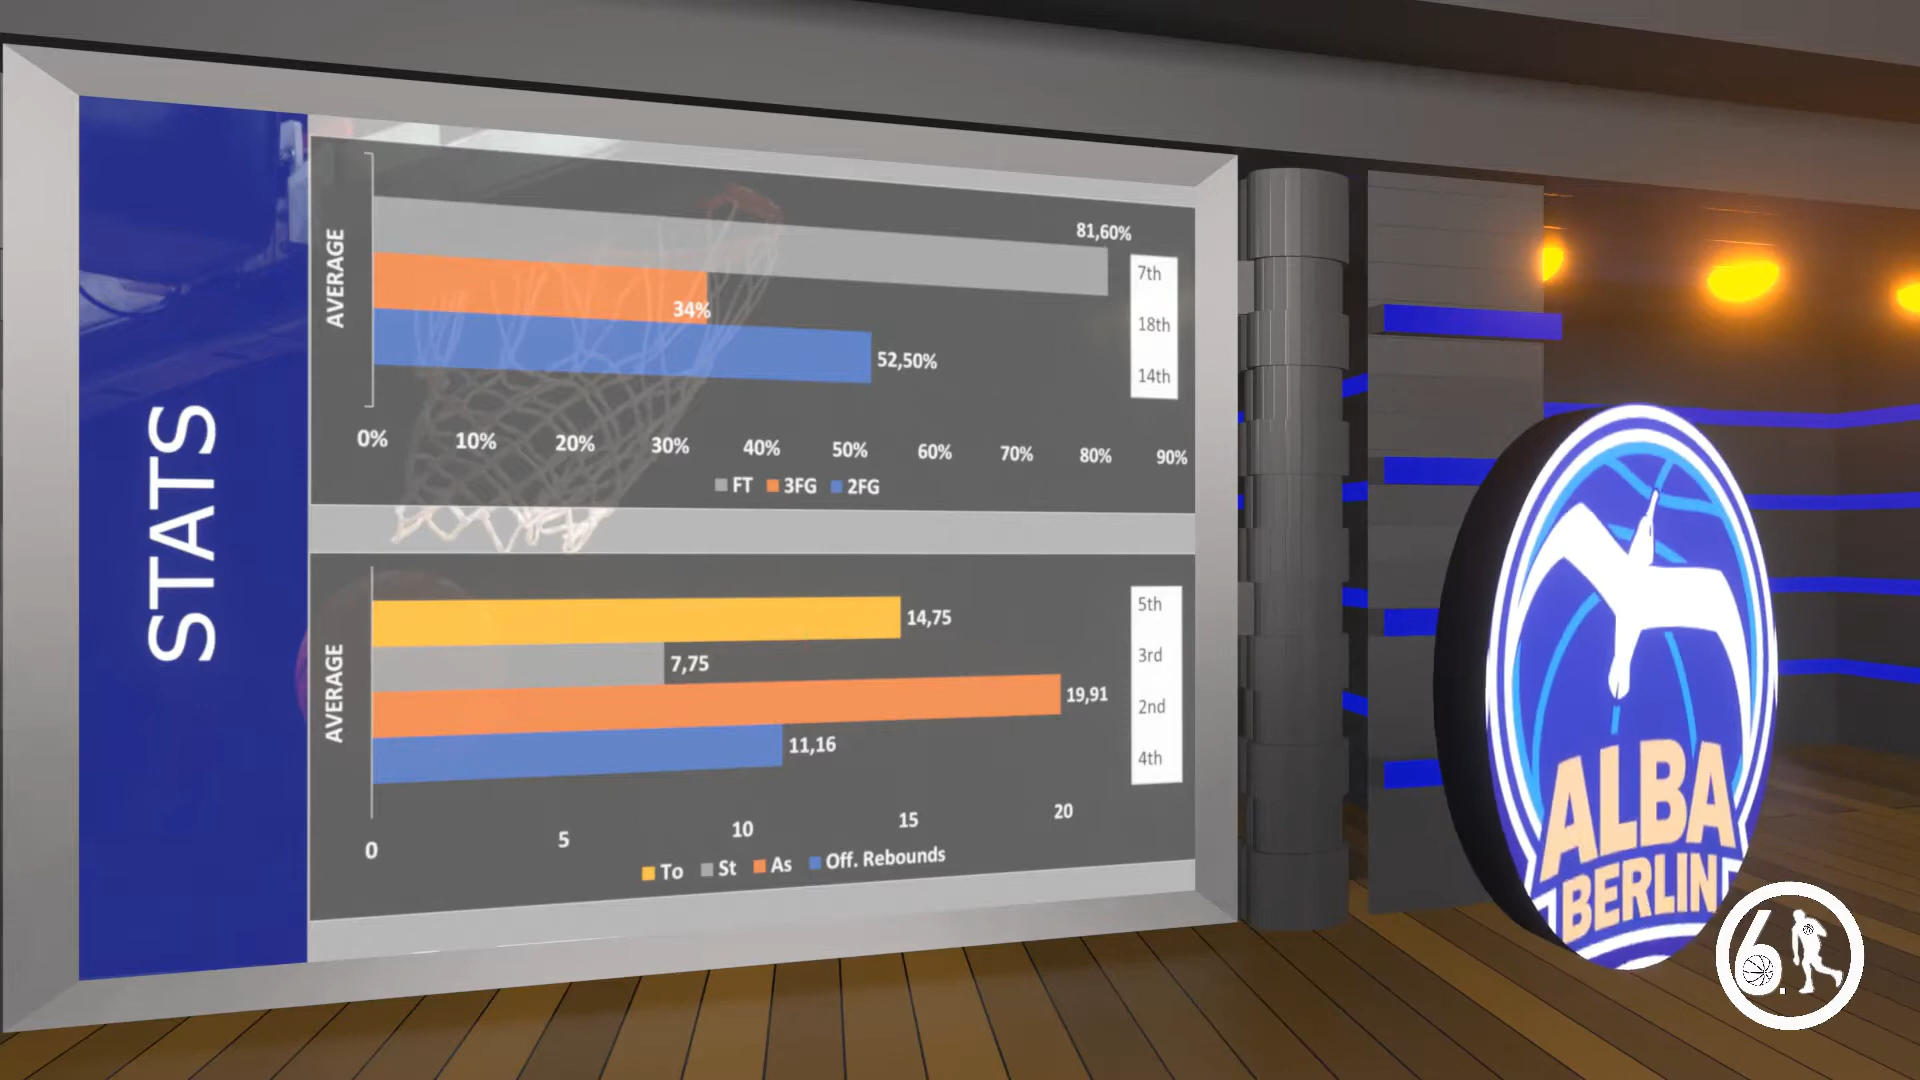 STATS
AVERAGE
81,60%
34%
52,50%
7th
18th
14th
0% 10% 20% 30% 40% 50% 60% 70% 80% 90%
FT 3FG 2FG
AVERAGE
14,75
7,75
19,91
11,16
5th
3rd
2nd
4th
0 5 10 15 20
To St As Off. Rebounds
ALBA
BERLIN
6.